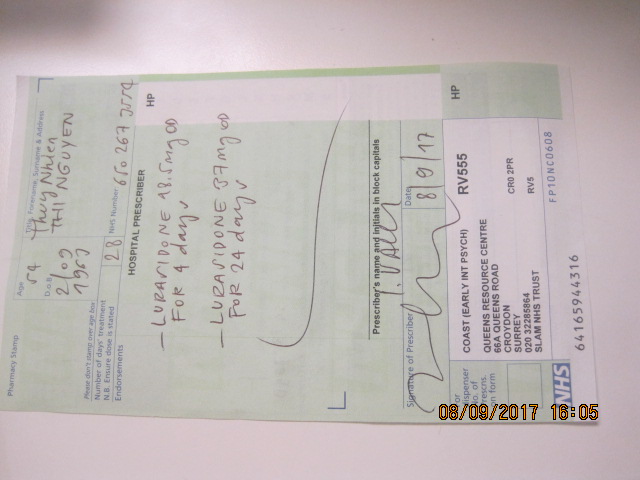 Pharmacy Stamp
Age
54
D.o.B
2/09
1963
Title, Forename, Surname & Address
Thuy Nhien
THI NGUYEN
Please don't stamp over age box
Number of days' treatment
N.B. Ensure dose is stated
28
NHS Number:
Endorsements
HOSPITAL PRESCRIBER
HP
- LURASIDONE 18.5mg OD
FOR 4 days
- LURASIDONE 37mg OD
FOR 24 days
Prescriber's name and initials in block capitals
Signature of Prescriber
Date
8/9/17
HP
COAST (EARLY INT PSYCH) RV555
QUEENS RESOURCE CENTRE
66A QUEENS ROAD
CROYDON
SURREY CR0 2PR
020 32285864
SLAM NHS TRUST RV5
NHS
FP10NC0608
64165944316
08/09/2017 16:05